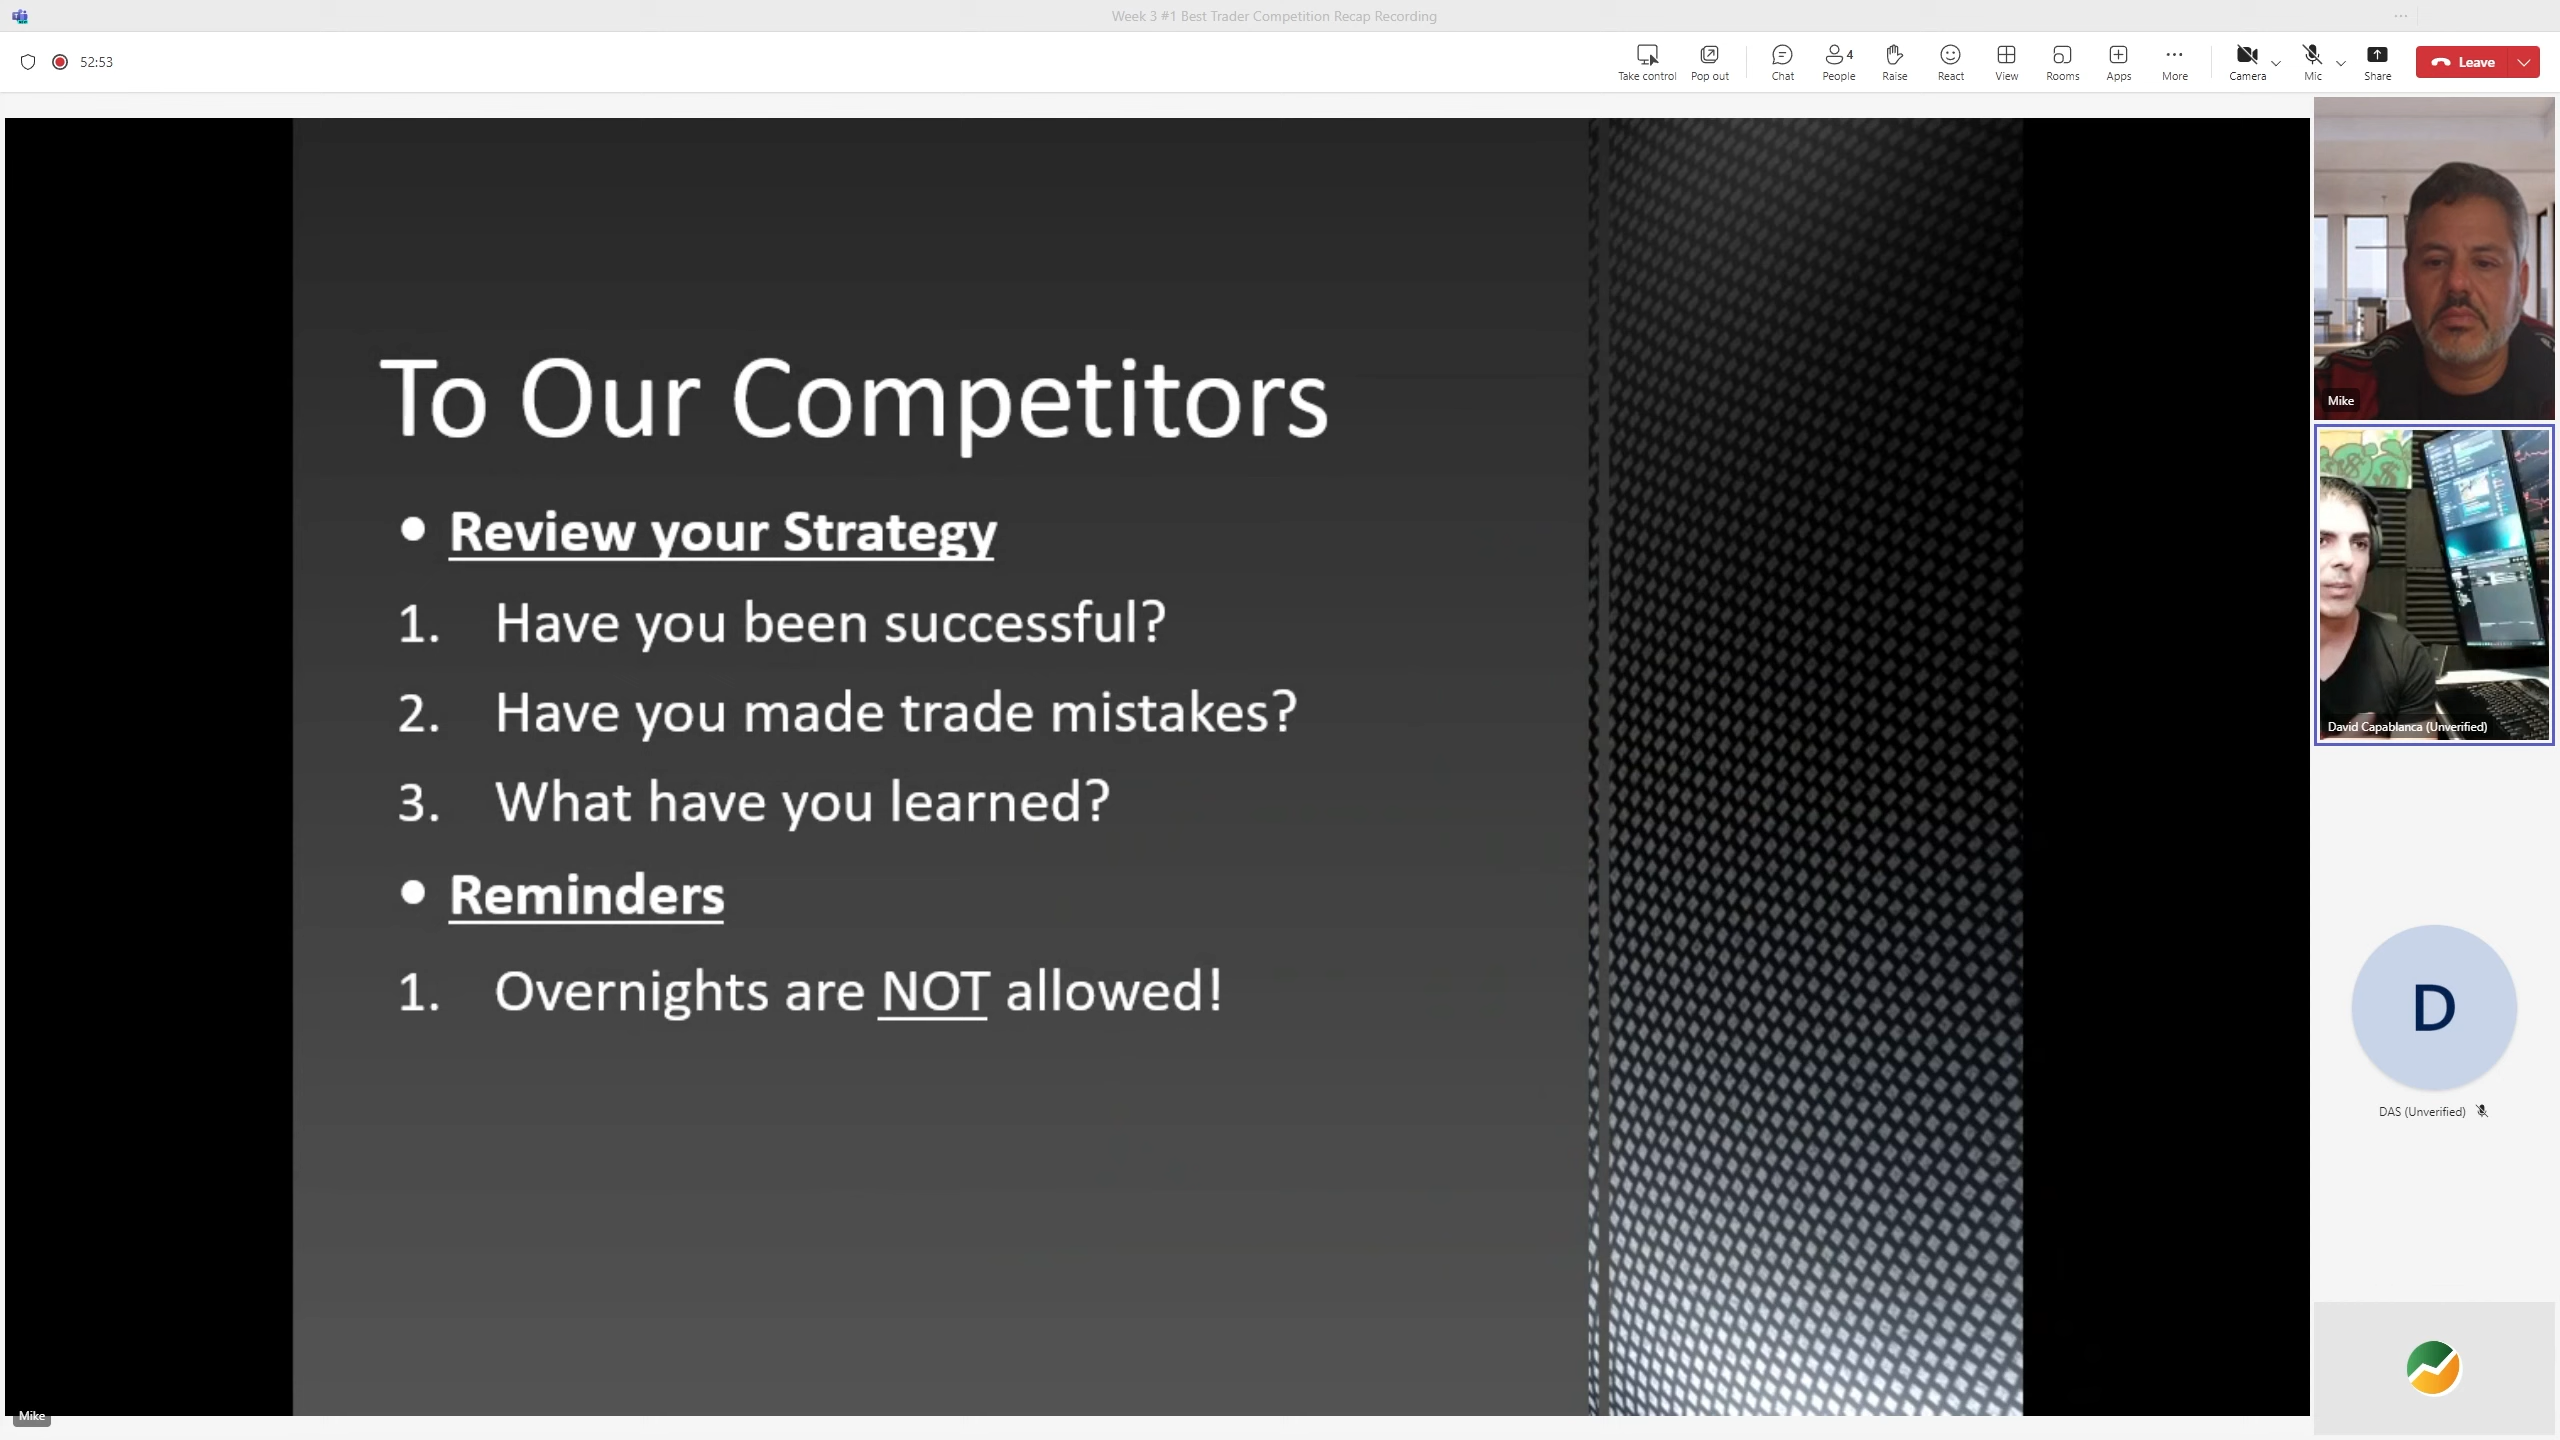 Week 3 #1 Best Trader Competition Recap Recording
52:53
Take control
Pop out
Chat
4
People
Raise
React
View
Rooms
Apps
More
Camera
Mic
Share
Leave
To Our Competitors
• Review your Strategy
1. Have you been successful?
2. Have you made trade mistakes?
3. What have you learned?
• Reminders
1. Overnights are NOT allowed!
Mike
Mike
David Capablanca (Unverified)
D
DAS (Unverified)